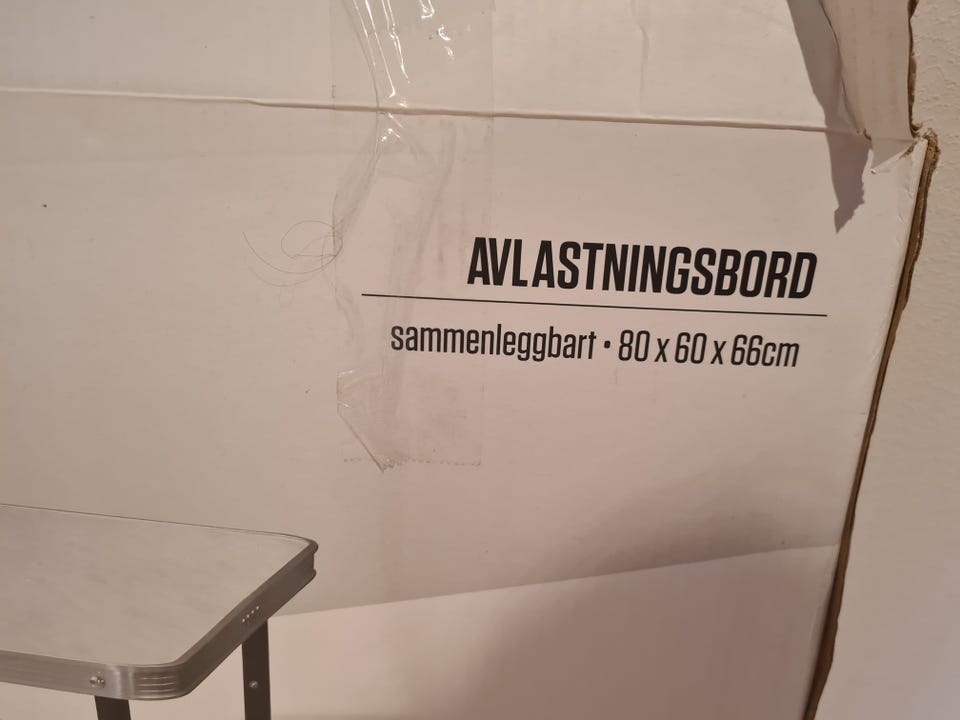 AVLASTNINGSBORD
sammenleggbart • 80 x 60 x 66cm